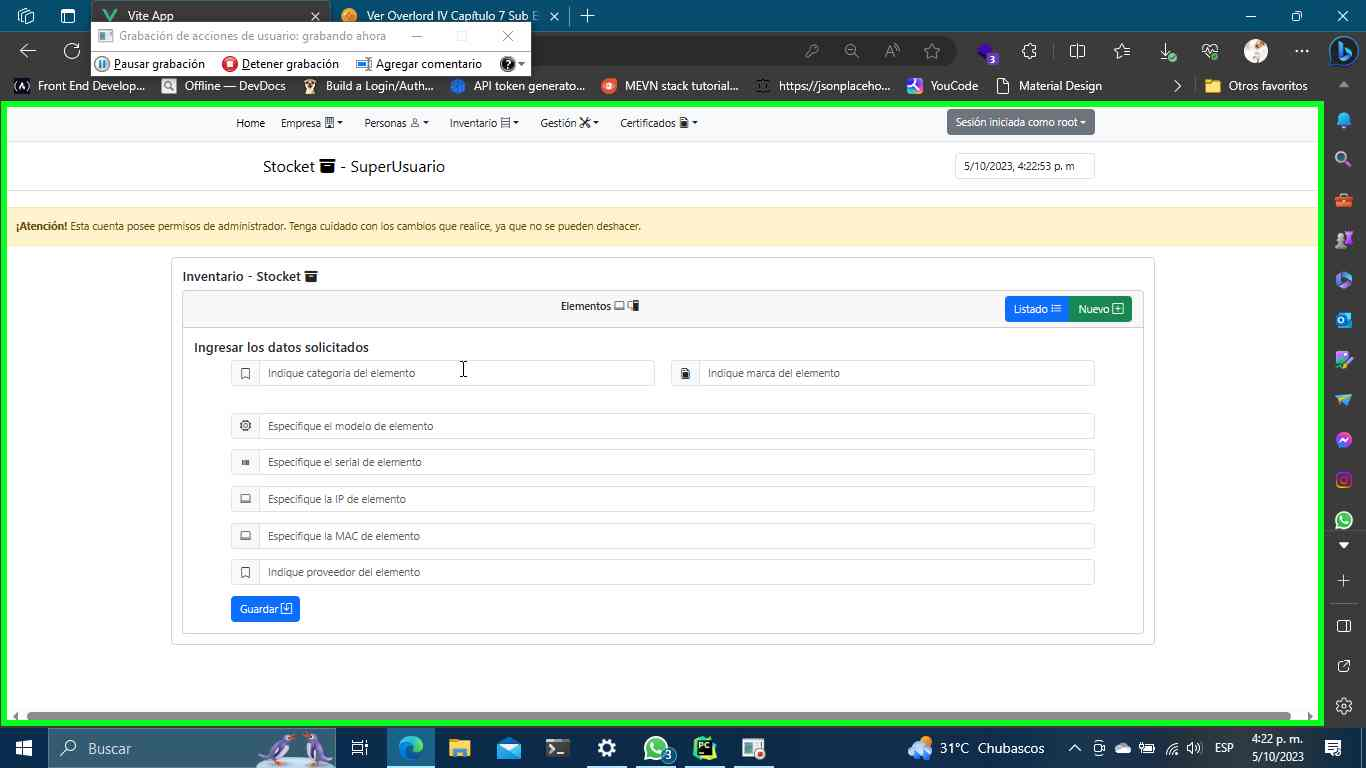 Vite App
Ver Overlord IV Capítulo 7 Sub E
Grabación de acciones de usuario: grabando ahora
Pausar grabación
Detener grabación
Agregar comentario
3
Front End Develop...
Offline — DevDocs
Build a Login/Auth...
API token generato...
MEVN stack tutorial...
https://jsonplaceho...
YouCode
Material Design
Otros favoritos
Home
Empresa
Personas
Inventario
Gestión
Certificados
Sesión iniciada como root
Stocket - SuperUsuario
5/10/2023, 4:22:53 p. m
¡Atención! Esta cuenta posee permisos de administrador. Tenga cuidado con los cambios que realice, ya que no se pueden deshacer.
Inventario - Stocket
Elementos
Listado
Nuevo
Ingresar los datos solicitados
Indique categoria del elemento
Indique marca del elemento
Especifique el modelo de elemento
Especifique el serial de elemento
Especifique la IP de elemento
Especifique la MAC de elemento
Indique proveedor del elemento
Guardar
Buscar
3
PC
31°C Chubascos
ESP
4:22 p. m.
5/10/2023